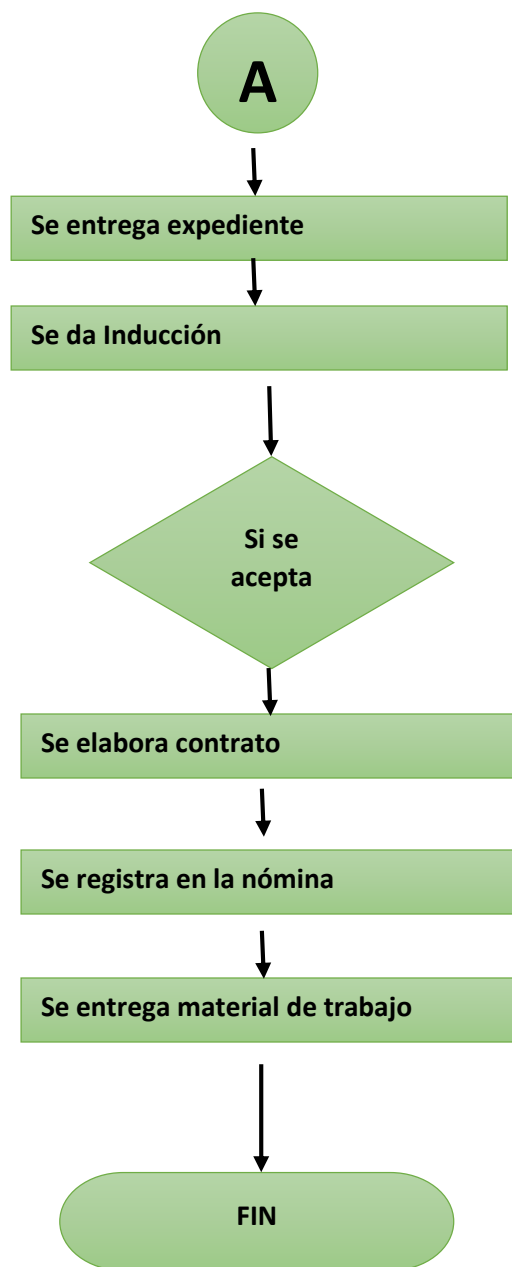 A
Se entrega expediente
Se da Inducción
Si se
acepta
Se elabora contrato
Se registra en la nómina
Se entrega material de trabajo
FIN